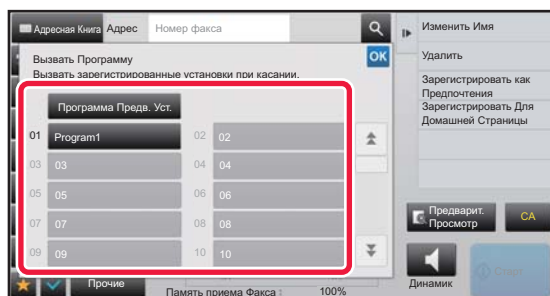 Адресная Книга Адрес Номер факса
Изменить Имя
Вызвать Программу OK
Вызвать зарегистрированные установки при касании.
Удалить
Зарегистрировать как
Предпочтения
Зарегистрировать Для
Домашней Страницы
Программа Предв. Уст.
01 Program1 02 02
03 03 04 04
05 05 06 06
07 07 08 08
09 09 10 10
Предварит.
Просмотр
CA
Старт
Прочие
Память приема Факса 100%
Динамик